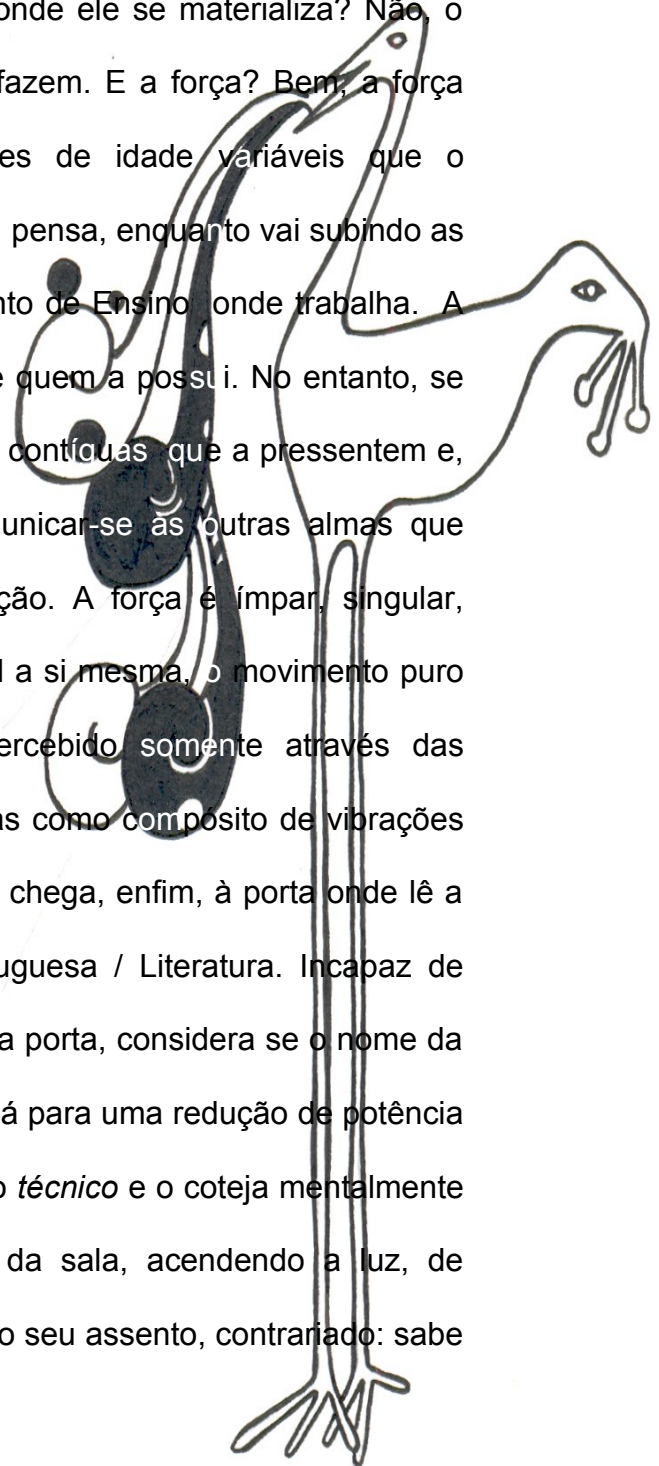 onde ele se materializa? Não, o
fazem. E a força? Bem, a força
es de idade variáveis que o
pensa, enquanto vai subindo as
nto de Ensino onde trabalha. A
e quem a possui. No entanto, se
contíguas que a pressentem e,
unicar-se às outras almas que
ção. A força é ímpar, singular,
l a si mesma, o movimento puro
ercebido somente através das
as como compósito de vibrações
chega, enfim, à porta onde lê a
uguesa / Literatura. Incapaz de
a porta, considera se o nome da
á para uma redução de potência
o técnico e o coteja mentalmente
da sala, acendendo a luz, de
o seu assento, contrariado: sabe